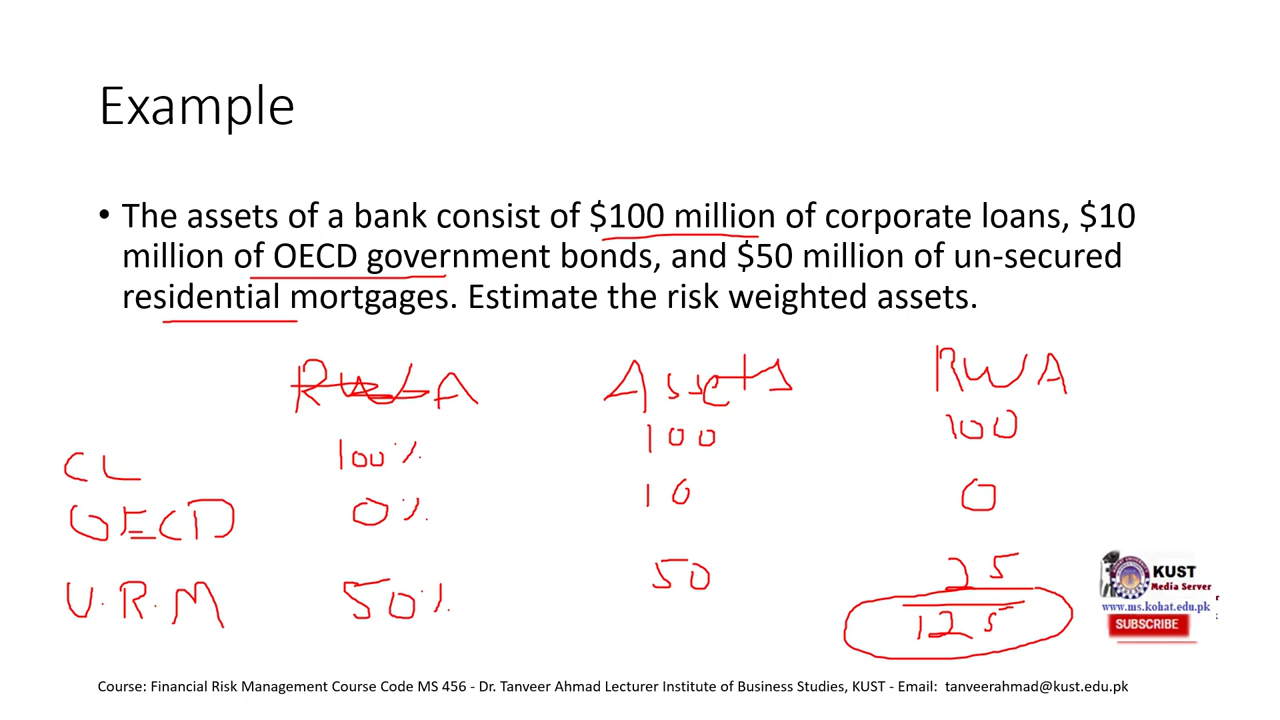 Example
• The assets of a bank consist of $100 million of corporate loans, $10
million of OECD government bonds, and $50 million of un-secured
residential mortgages. Estimate the risk weighted assets.
Assets RWA
CL 100% 100 100
OECD 0% 10 0
U.R.M 50% 50 25
125
KUST
Media Server
www.ms.kohat.edu.pk
SUBSCRIBE
Course: Financial Risk Management Course Code MS 456 - Dr. Tanveer Ahmad Lecturer Institute of Business Studies, KUST - Email: tanveerahmad@kust.edu.pk